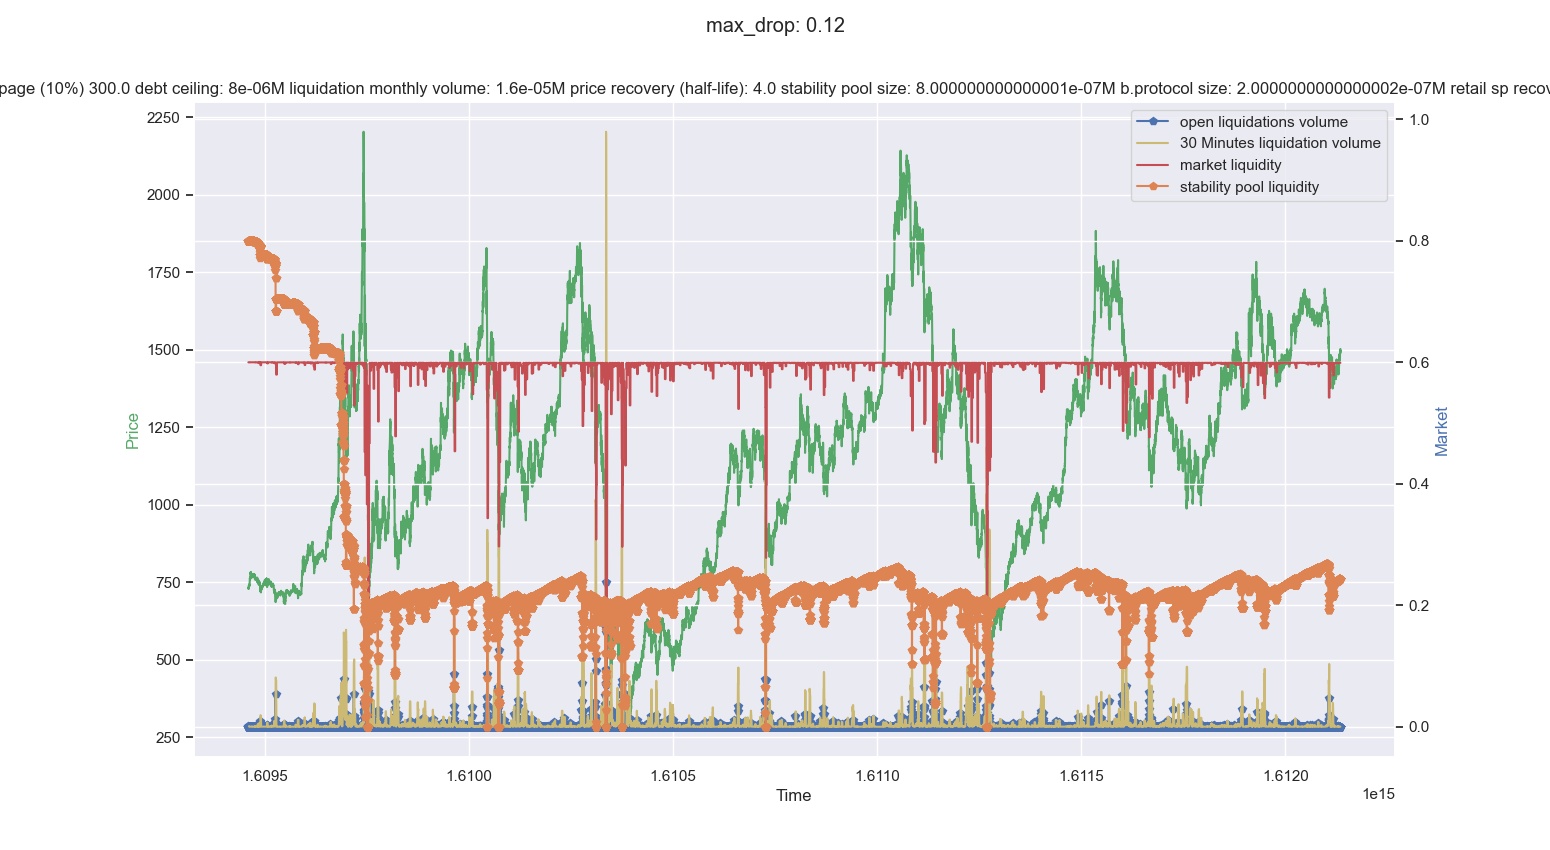 max_drop: 0.12
page (10%) 300.0 debt ceiling: 8e-06M liquidation monthly volume: 1.6e-05M price recovery (half-life): 4.0 stability pool size: 8.000000000000001e-07M b.protocol size: 2.0000000000000002e-07M retail sp recov
open liquidations volume
30 Minutes liquidation volume
market liquidity
stability pool liquidity
2250
2000
1750
1500
1250
1000
750
500
250
Price
1.0
0.8
0.6
0.4
0.2
0.0
Market
1.6095
1.6100
1.6105
1.6110
1.6115
1.6120
1e15
Time